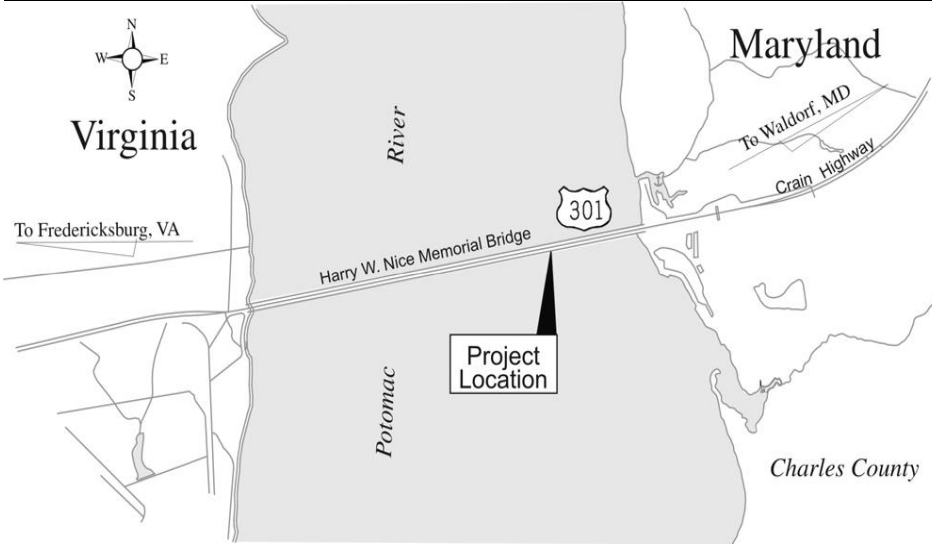 N
W E
S
Maryland
Virginia
River
To Waldorf, MD
Crain Highway
301
To Fredericksburg, VA
Harry W. Nice Memorial Bridge
Project
Location
Potomac
Charles County